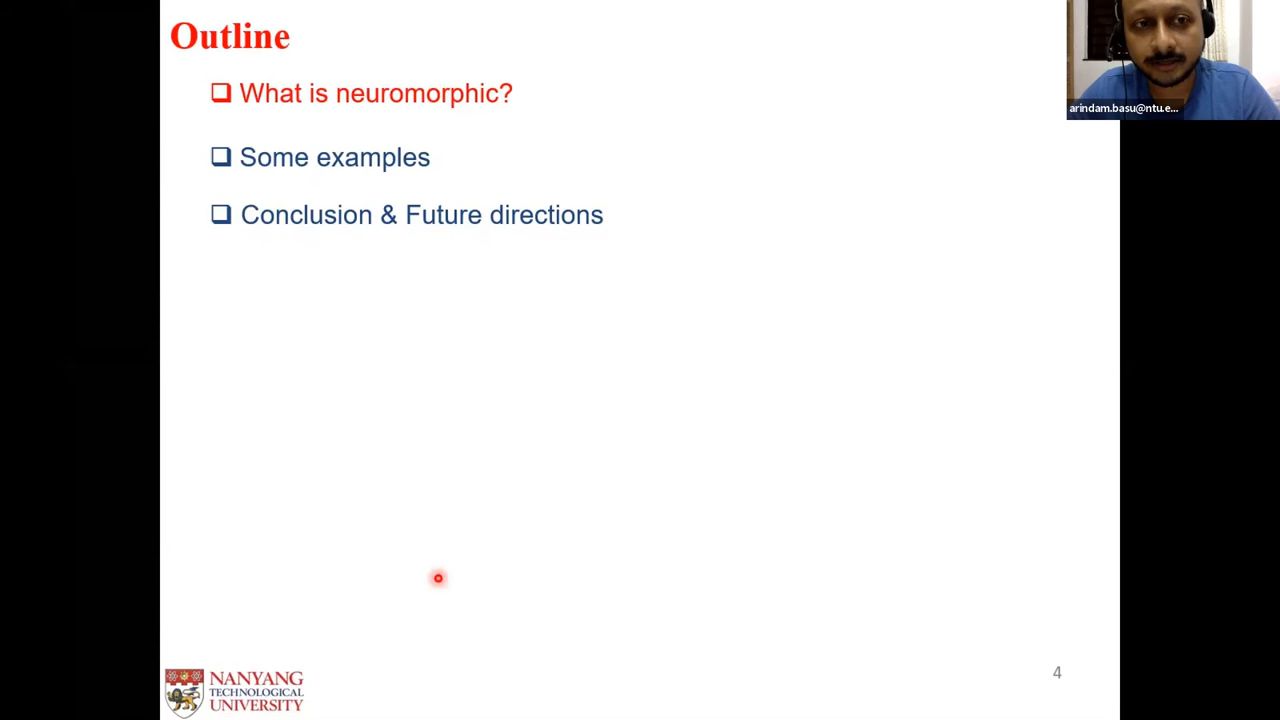 Outline
What is neuromorphic?
Some examples
Conclusion & Future directions
arindam.basu@ntu.e...
NANYANG
TECHNOLOGICAL
UNIVERSITY
4